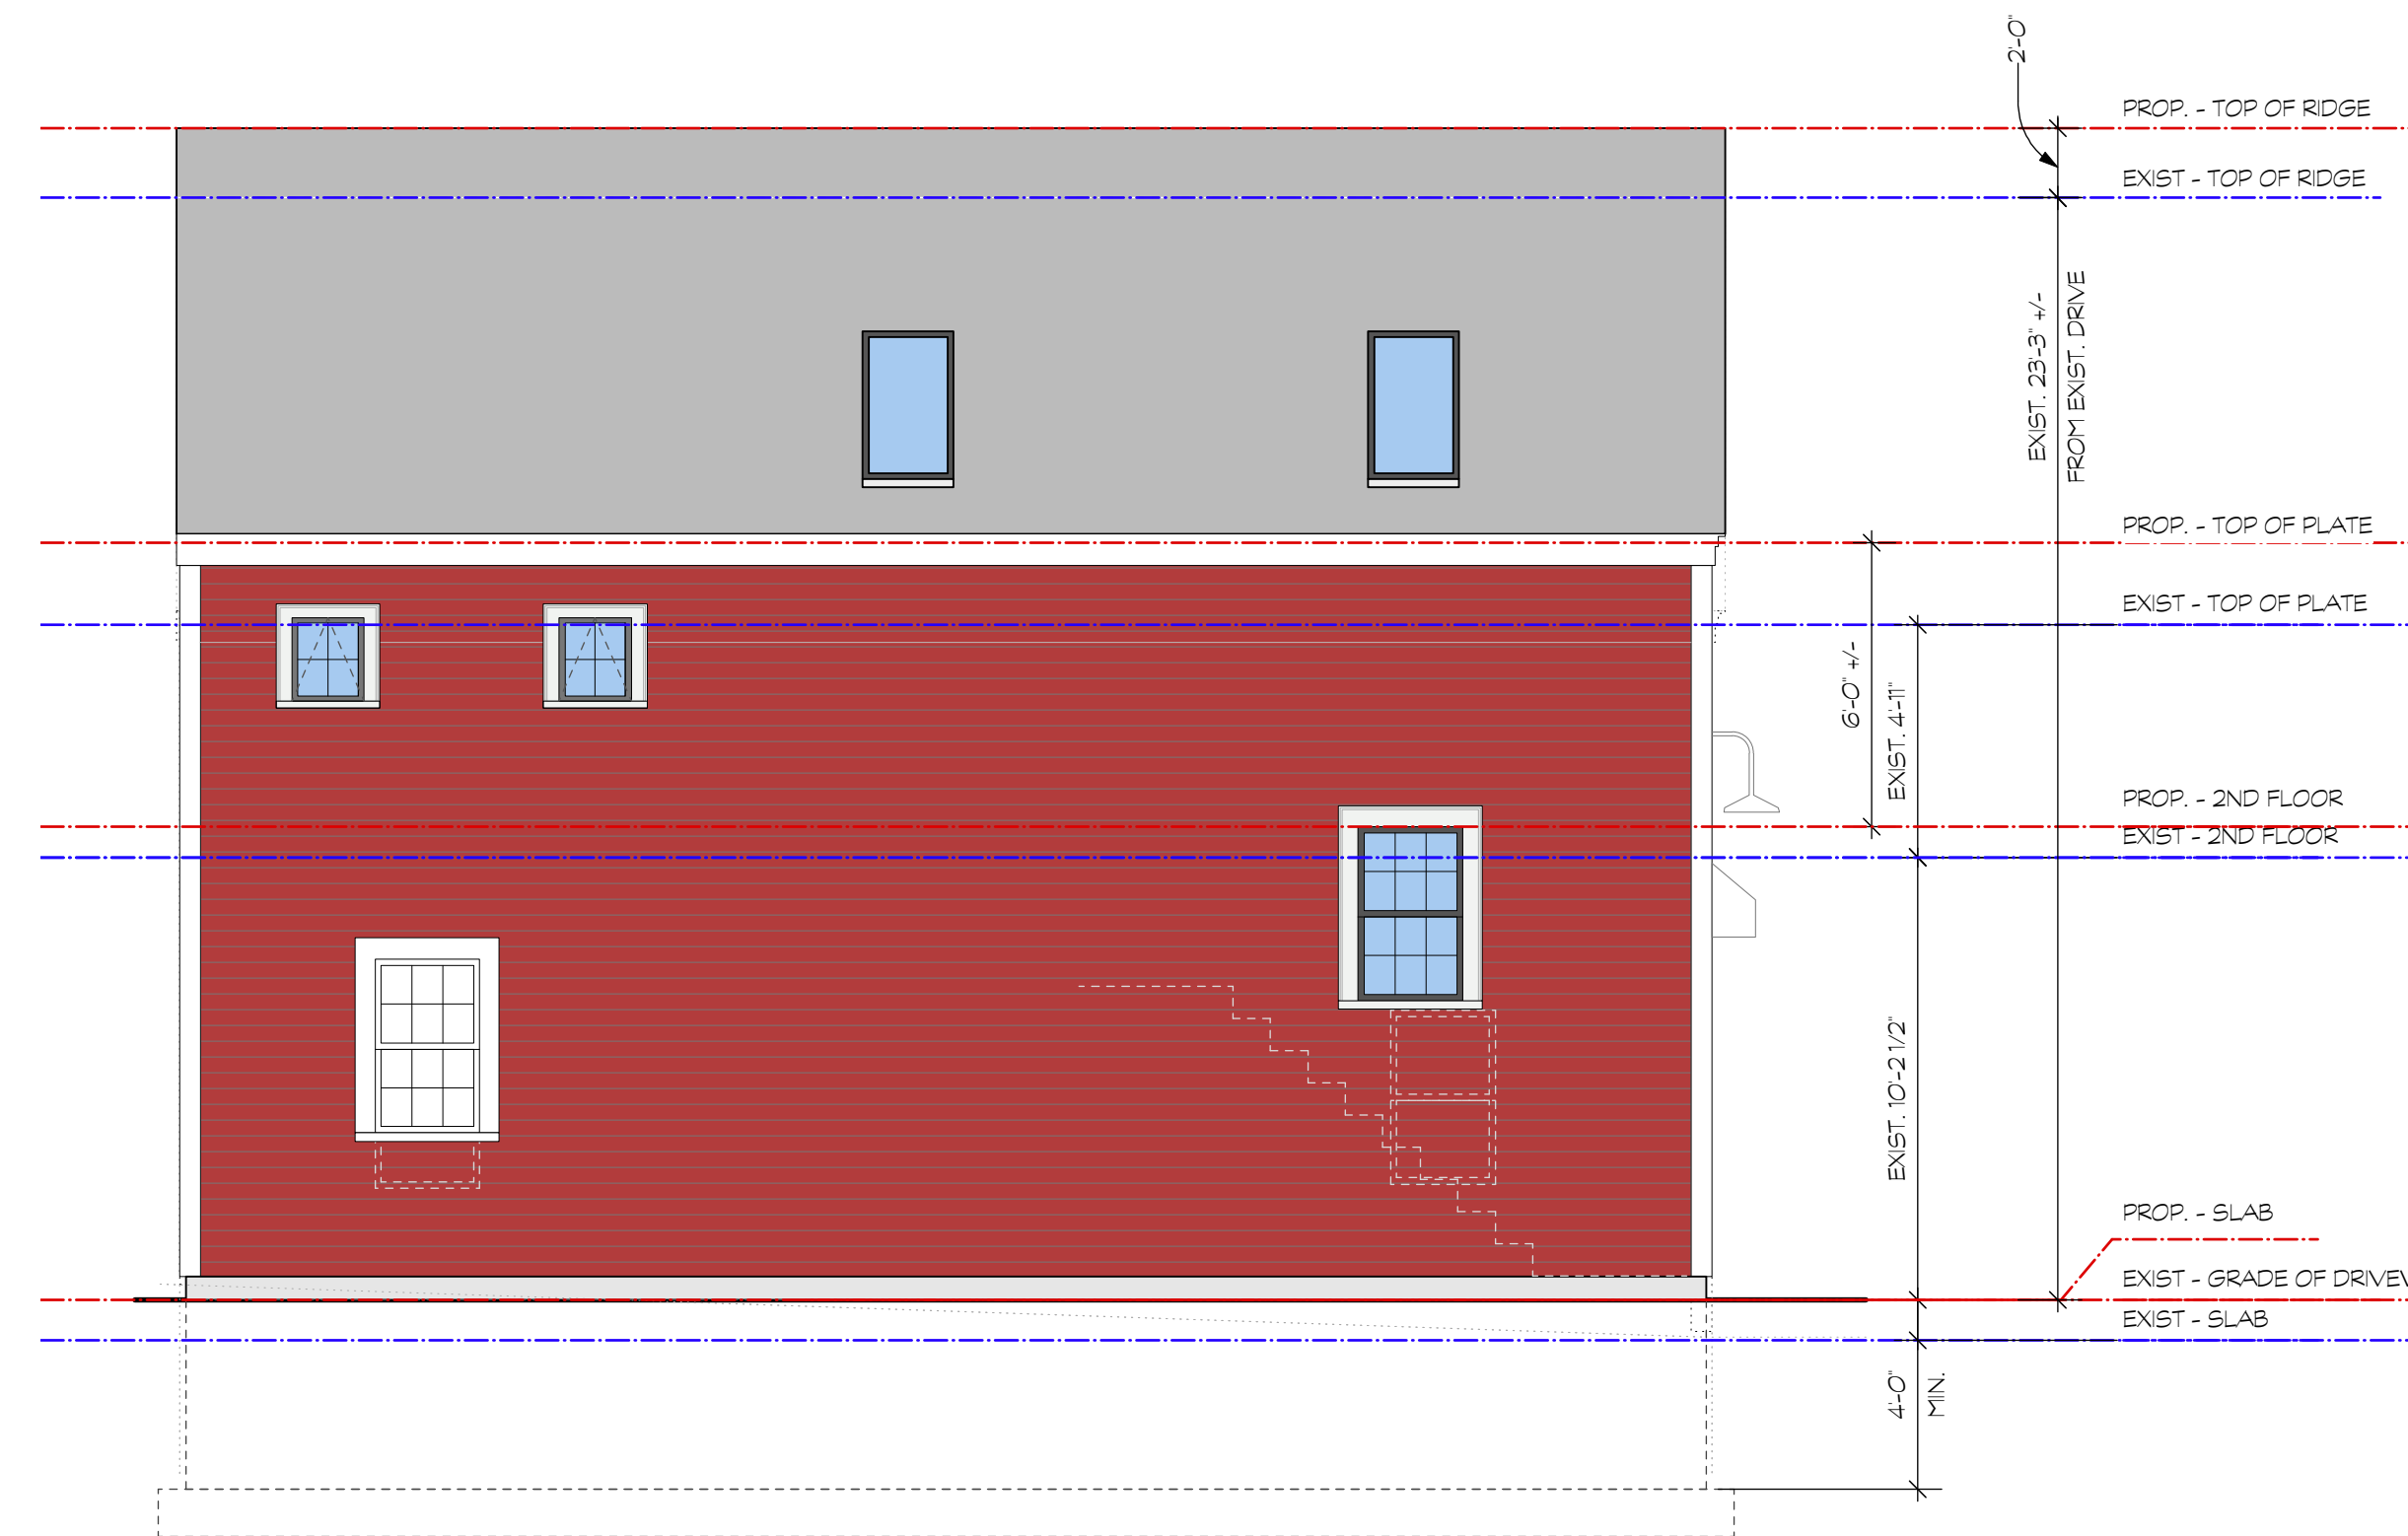 2'-0"
PROP. - TOP OF RIDGE
EXIST - TOP OF RIDGE
EXIST. 23'-3" +/-
FROM EXIST. DRIVE
PROP. - TOP OF PLATE
EXIST - TOP OF PLATE
6'-0" +/-
EXIST. 4'-11"
PROP. - 2ND FLOOR
EXIST - 2ND FLOOR
EXIST. 10'-2 1/2"
PROP. - SLAB
EXIST - GRADE OF
EXIST - SLAB
4'-0"
MIN.